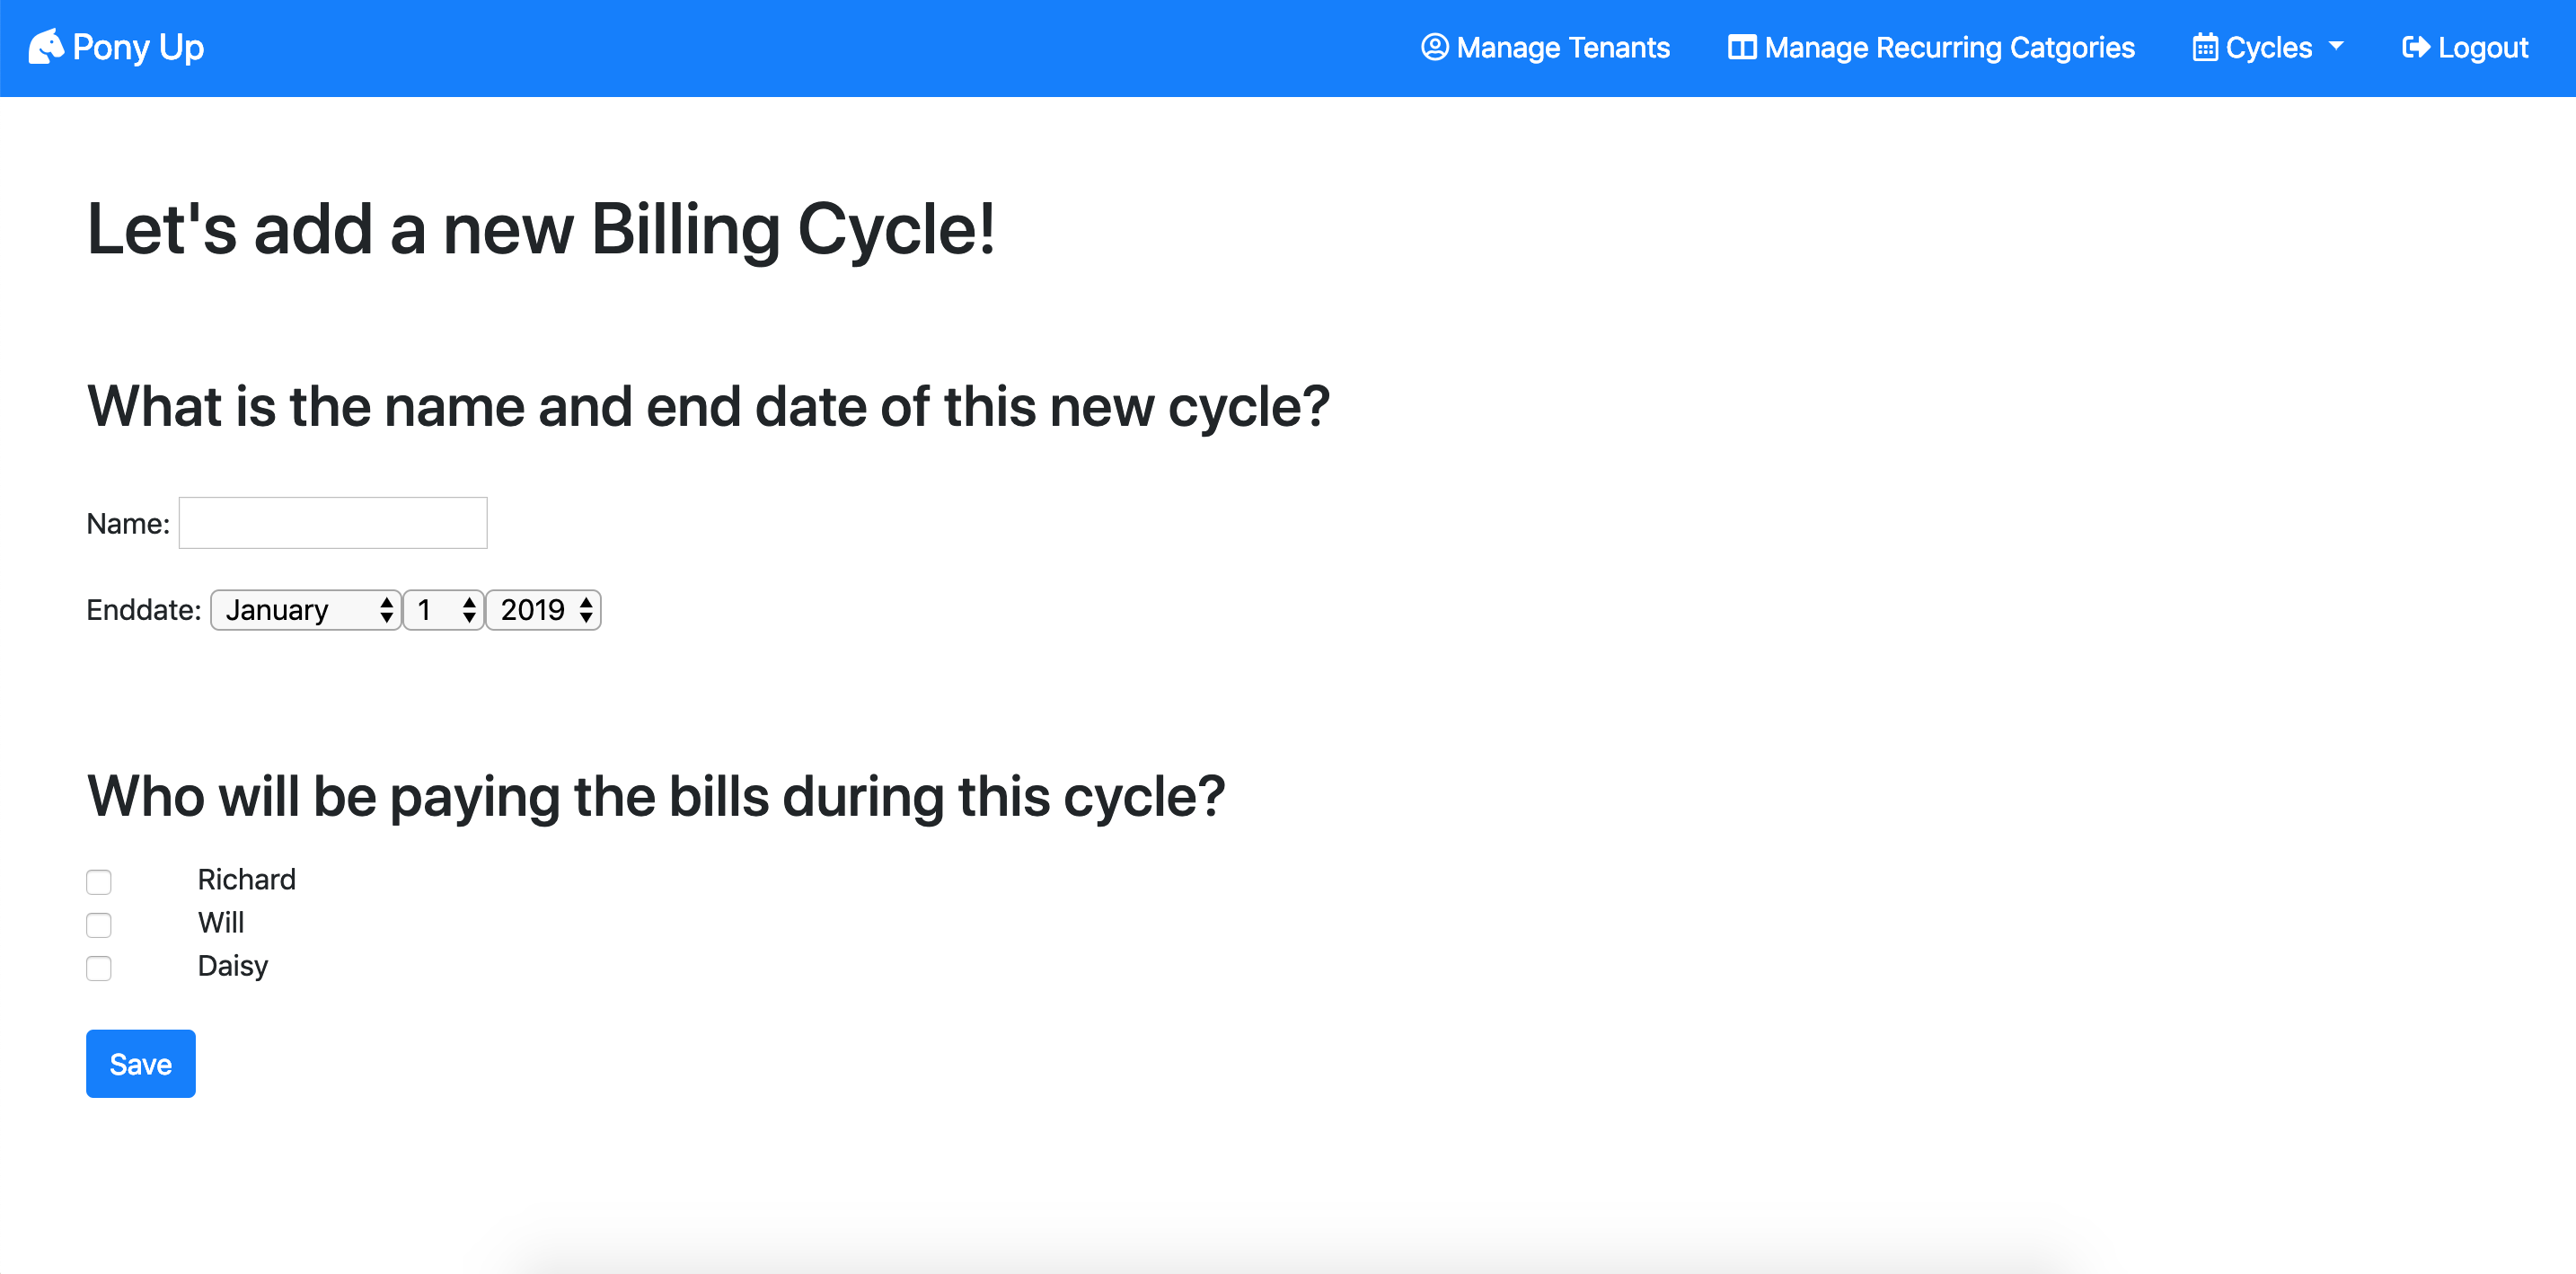 Pony Up Manage Tenants Manage Recurring Catgories Cycles Logout
Let's add a new Billing Cycle!
What is the name and end date of this new cycle?
Name:
Enddate: January 1 2019
Who will be paying the bills during this cycle?
Richard
Will
Daisy
Save